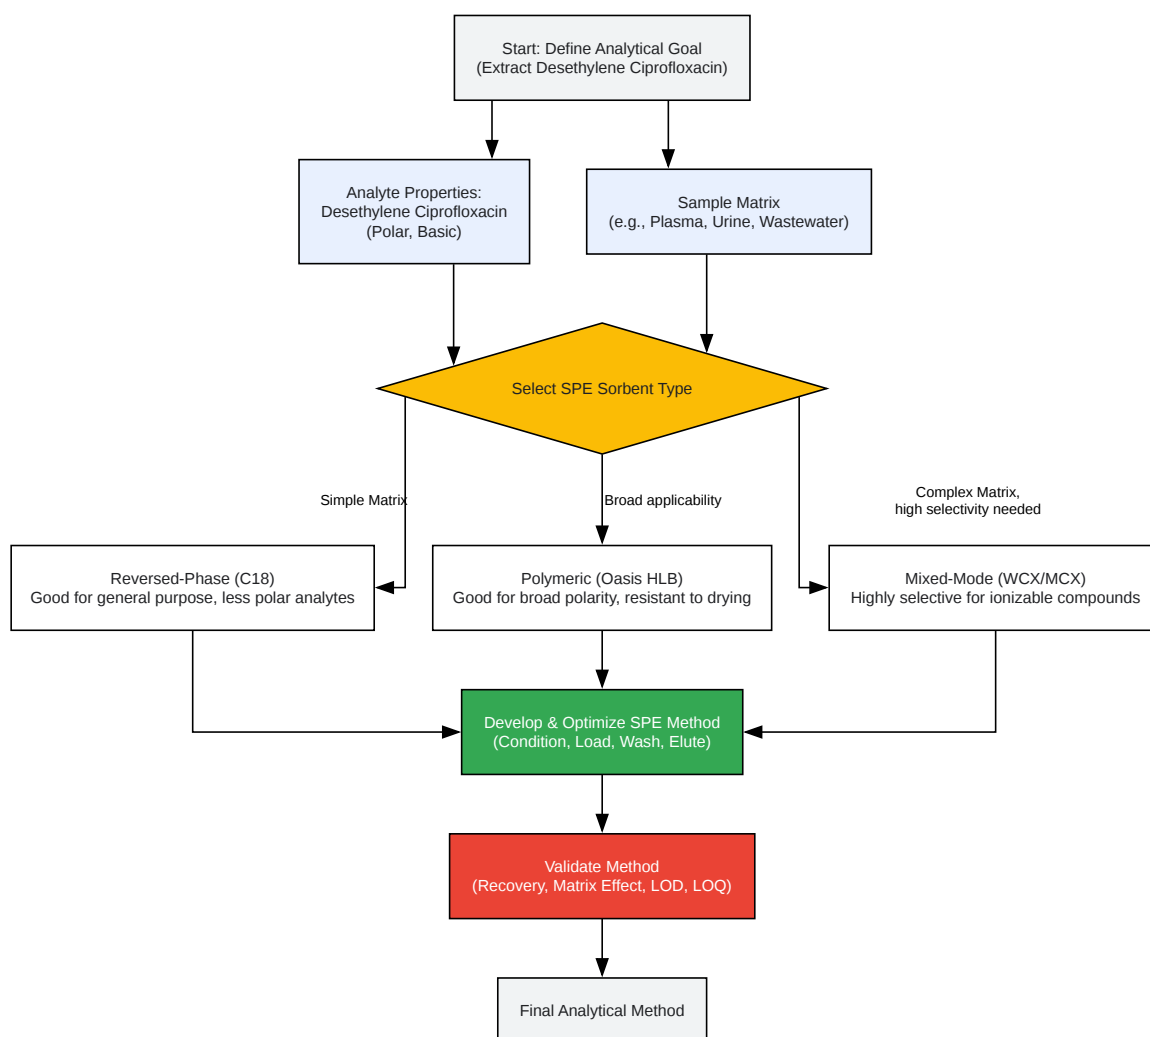 Start: Define Analytical Goal
(Extract Desethylene Ciprofloxacin)
Analyte Properties:
Desethylene Ciprofloxacin
(Polar, Basic)
Sample Matrix
(e.g., Plasma, Urine, Wastewater)
Select SPE Sorbent Type
Simple Matrix
Broad applicability
Complex Matrix,
high selectivity needed
Reversed-Phase (C18)
Good for general purpose, less polar analytes
Polymeric (Oasis HLB)
Good for broad polarity, resistant to drying
Mixed-Mode (WCX/MCX)
Highly selective for ionizable compounds
Develop & Optimize SPE Method
(Condition, Load, Wash, Elute)
Validate Method
(Recovery, Matrix Effect, LOD, LOQ)
Final Analytical Method